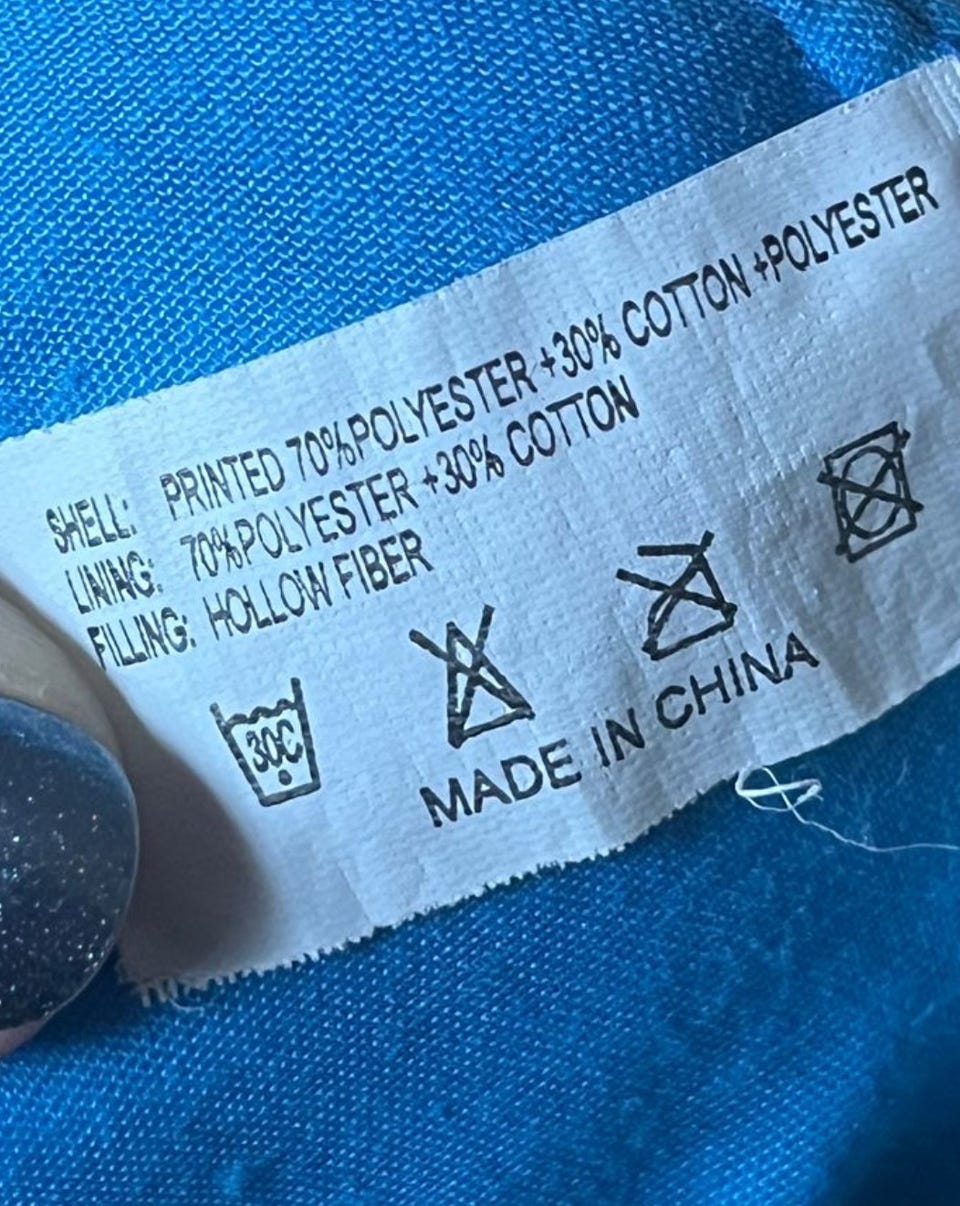 SHELL: PRINTED 70%POLYESTER +30% COTTON +POLYESTER
LINING: 70%POLYESTER +30% COTTON
FILLING: HOLLOW FIBER
30C
MADE IN CHINA